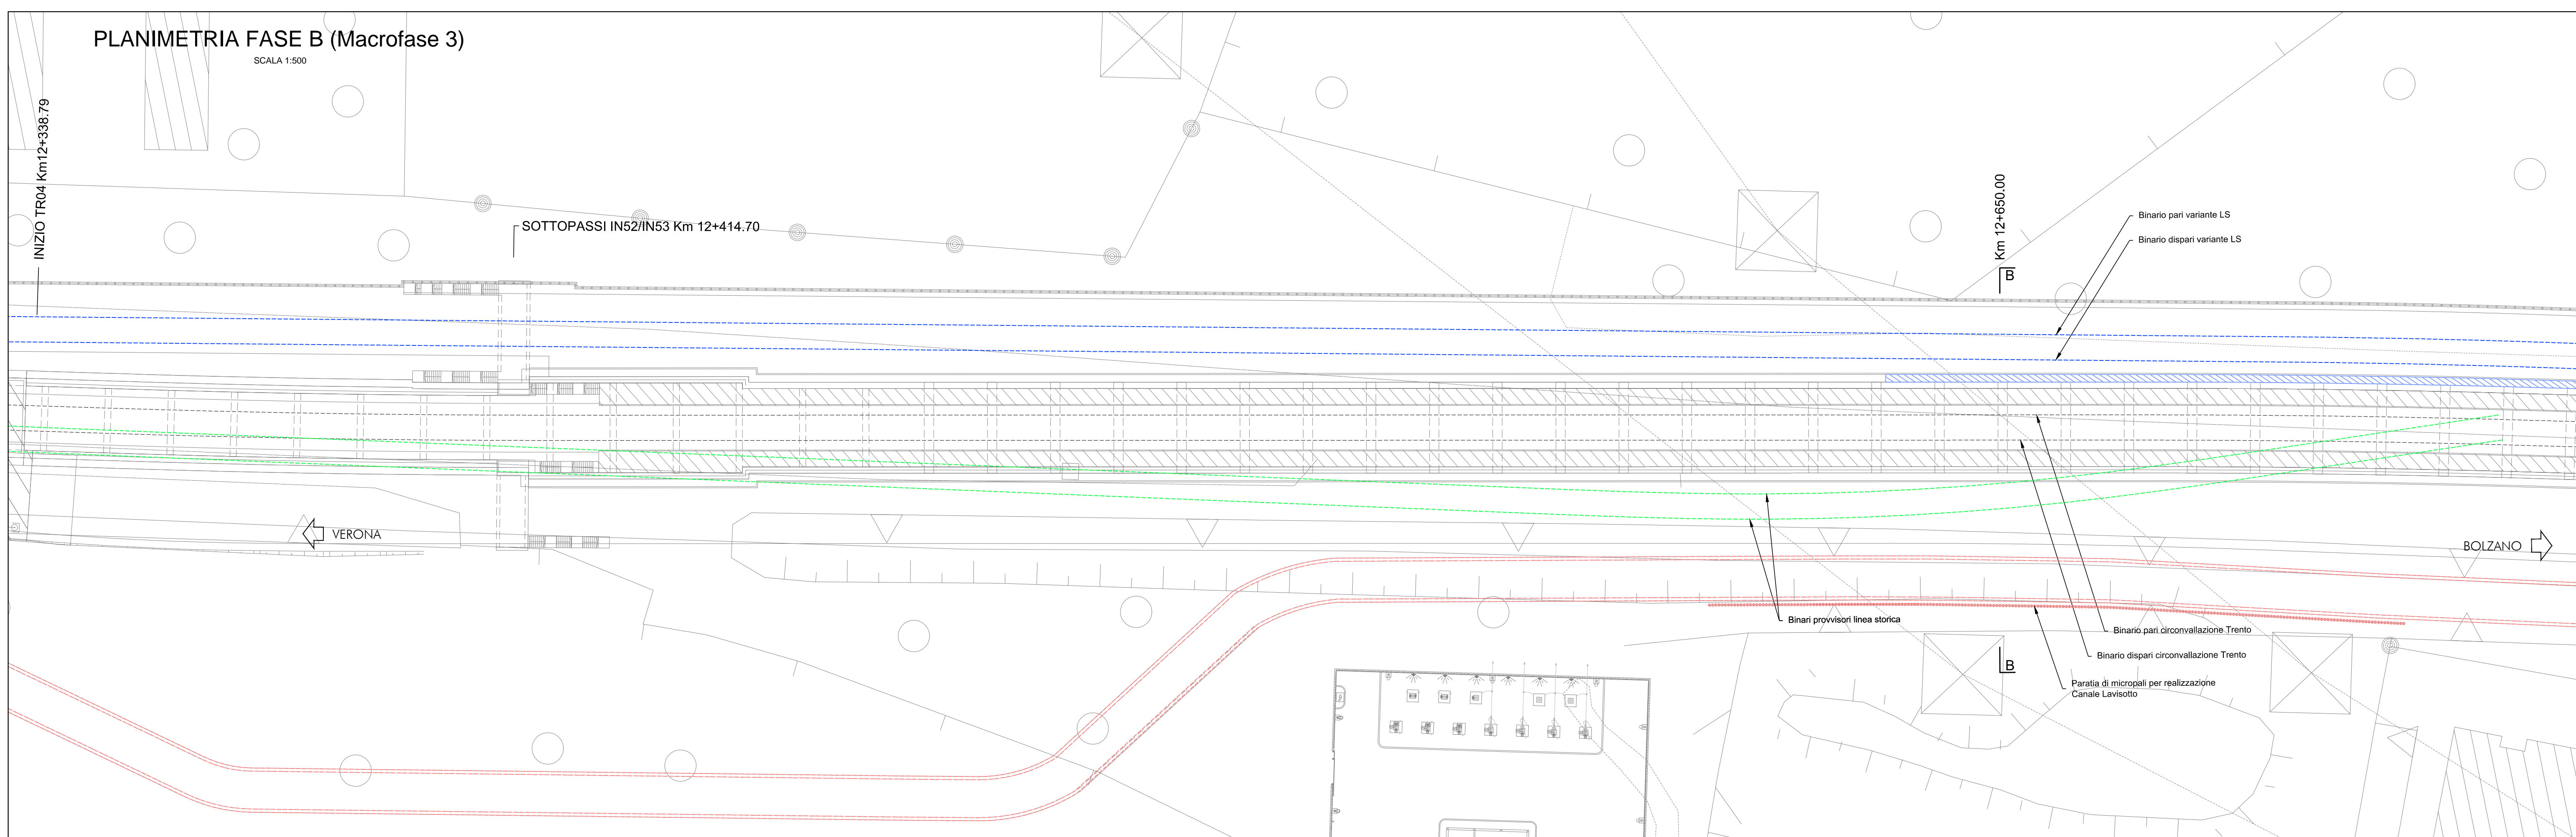 PLANIMETRIA FASE B (Macrofase 3)
SCALA 1:500
INIZIO TR04 Km12+338.79
SOTTOPASSI IN52/IN53 Km 12+414.70
Km 12+650.00
B
Binario pari variante LS
Binario dispari variante LS
VERONA
BOLZANO
Binari provvisori linea storica
Binario pari circonvallazione Trento
Binario dispari circonvallazione Trento
B
Paratia di micropali per realizzazione
Canale Lavisotto